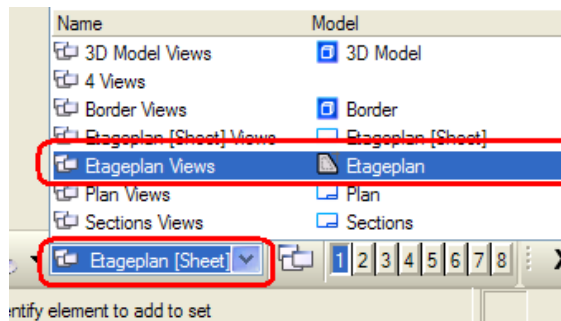 Name Model
3D Model Views 3D Model
4 Views
Border Views Border
Etageplan [Sheet] Views Etageplan [Sheet]
Etageplan Views Etageplan
Plan Views Plan
Sections Views Sections
Etageplan [Sheet] 1 2 3 4 5 6 7 8
entify element to add to set